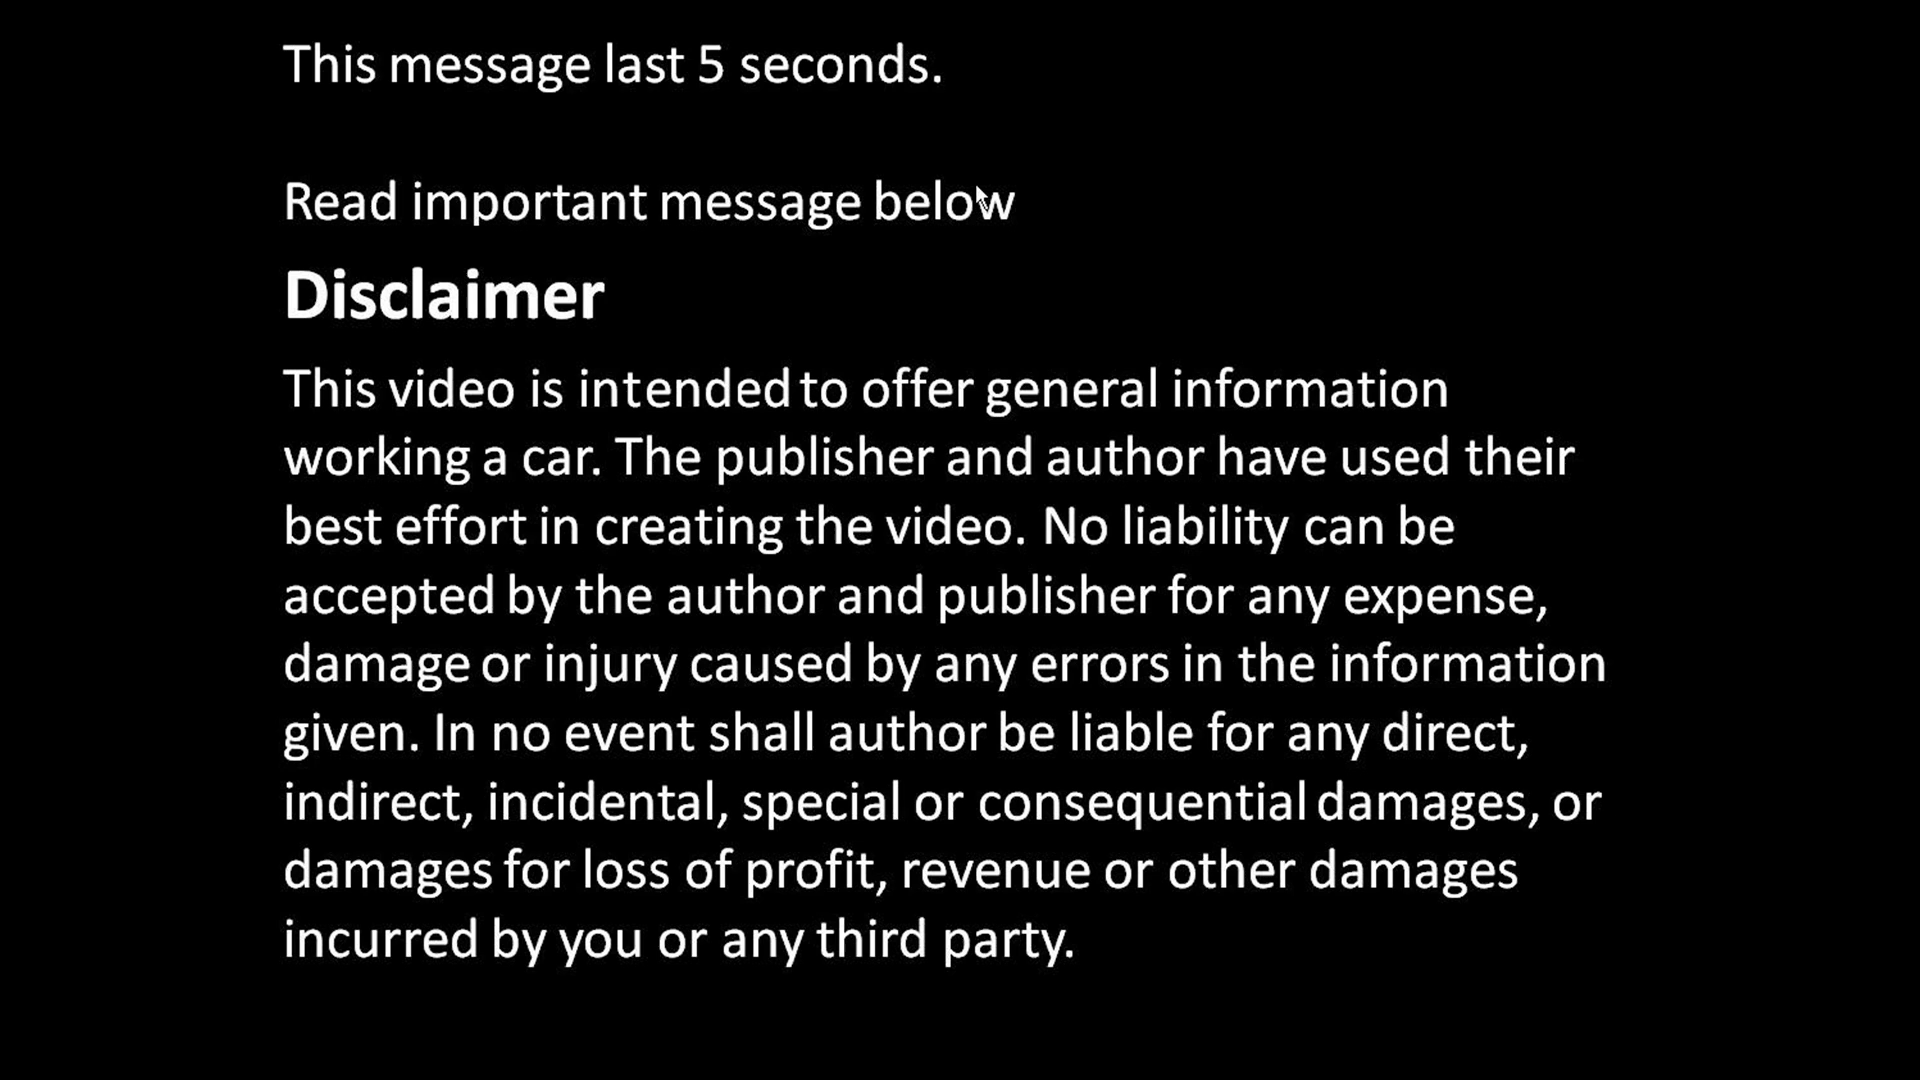 This message last 5 seconds.
Read important message below
Disclaimer
This video is intended to offer general information
working a car. The publisher and author have used their
best effort in creating the video. No liability can be
accepted by the author and publisher for any expense,
damage or injury caused by any errors in the information
given. In no event shall author be liable for any direct,
indirect, incidental, special or consequential damages, or
damages for loss of profit, revenue or other damages
incurred by you or any third party.